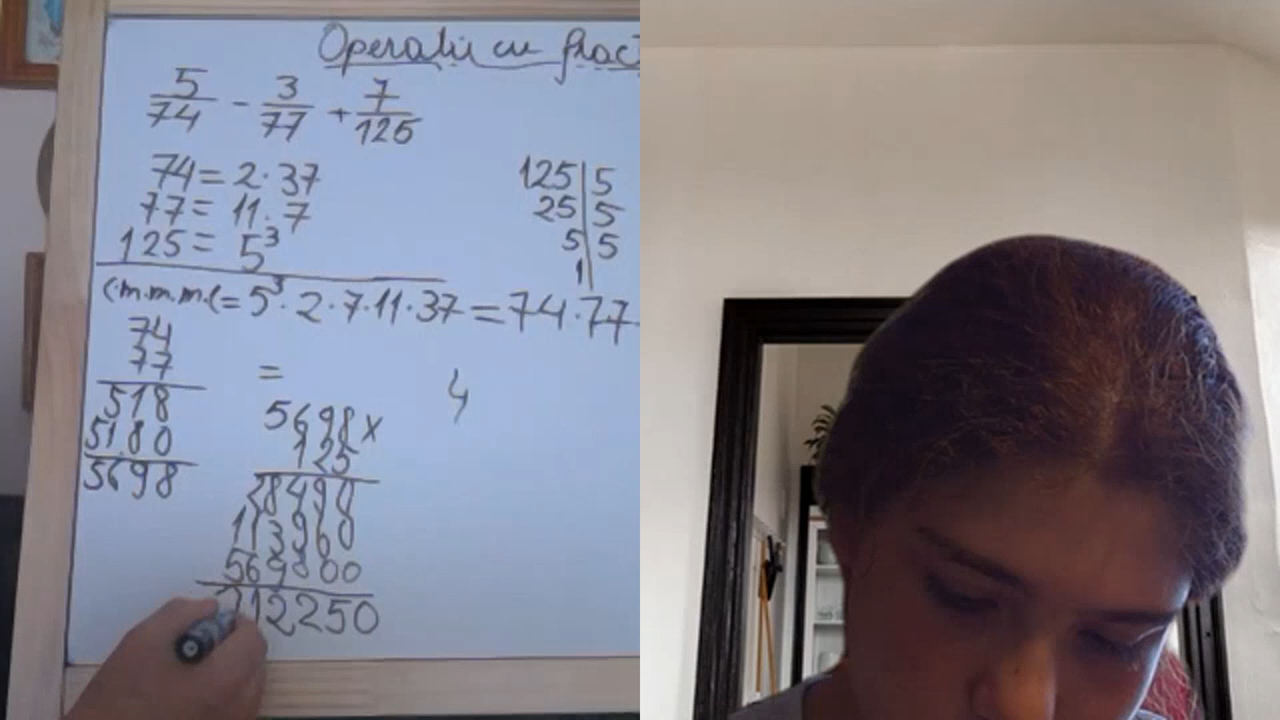 Operatii cu fract
5/74 - 3/77 + 7/125
74 = 2·37
77 = 11·7
125 = 5³
c.m.m.m.c = 5³·2·7·11·37 = 74·77·
125|5
25|5
5|5
1|
74
77
518
5180
5698
=
5698x
125
28490
113960
569800
712250
4